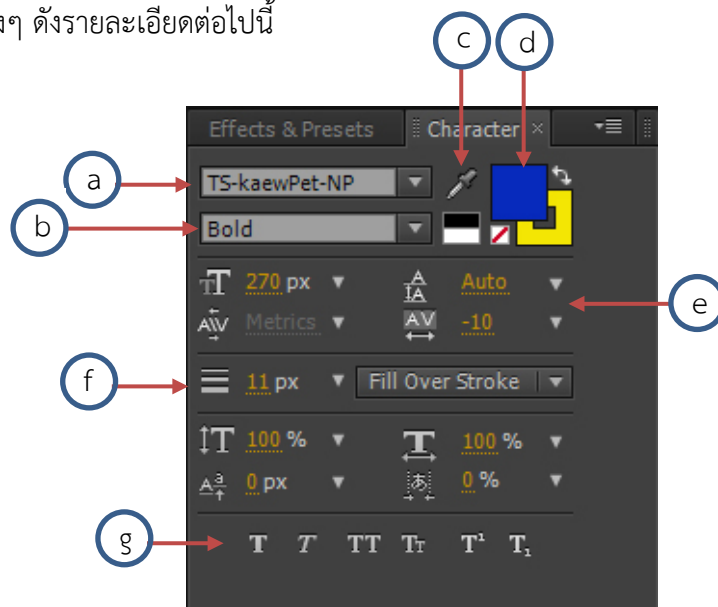 งๆ ดังรายละเอียดต่อไปนี้
c d
Effects & Presets Character ×
a TS-kaewPet-NP
b Bold
270 px Auto
Metrics -10
e
f 11 px Fill Over Stroke
100 % 100 %
0 px 0 %
g T T TT Tт T¹ T₁